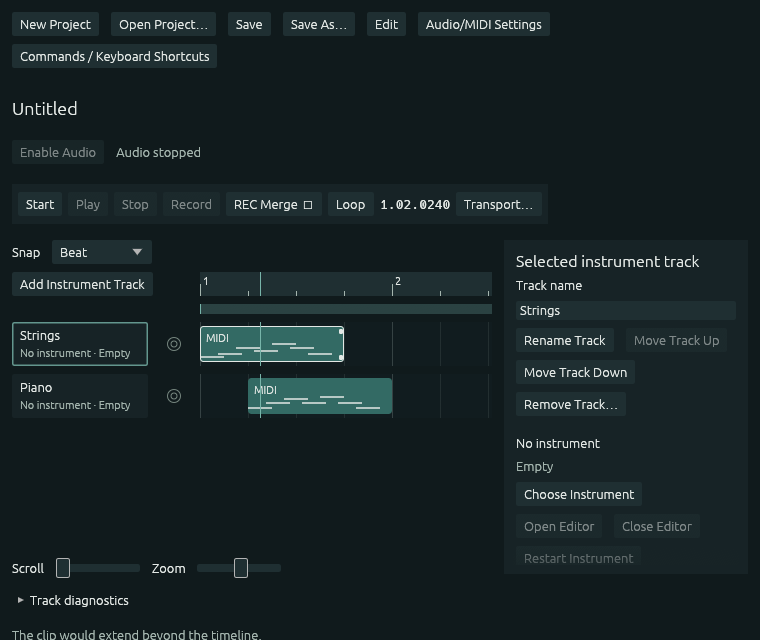 New Project Open Project... Save Save As... Edit Audio/MIDI Settings
Commands / Keyboard Shortcuts
Untitled
Enable Audio Audio stopped
Start Play Stop Record REC Merge Loop 1.02.0240 Transport...
Snap Beat
Add Instrument Track
1 2
Strings
No instrument · Empty
MIDI
Piano
No instrument · Empty
MIDI
Selected instrument track
Track name
Strings
Rename Track Move Track Up
Move Track Down
Remove Track...
No instrument
Empty
Choose Instrument
Open Editor Close Editor
Restart Instrument
Scroll Zoom
Track diagnostics
The clip would extend beyond the timeline.